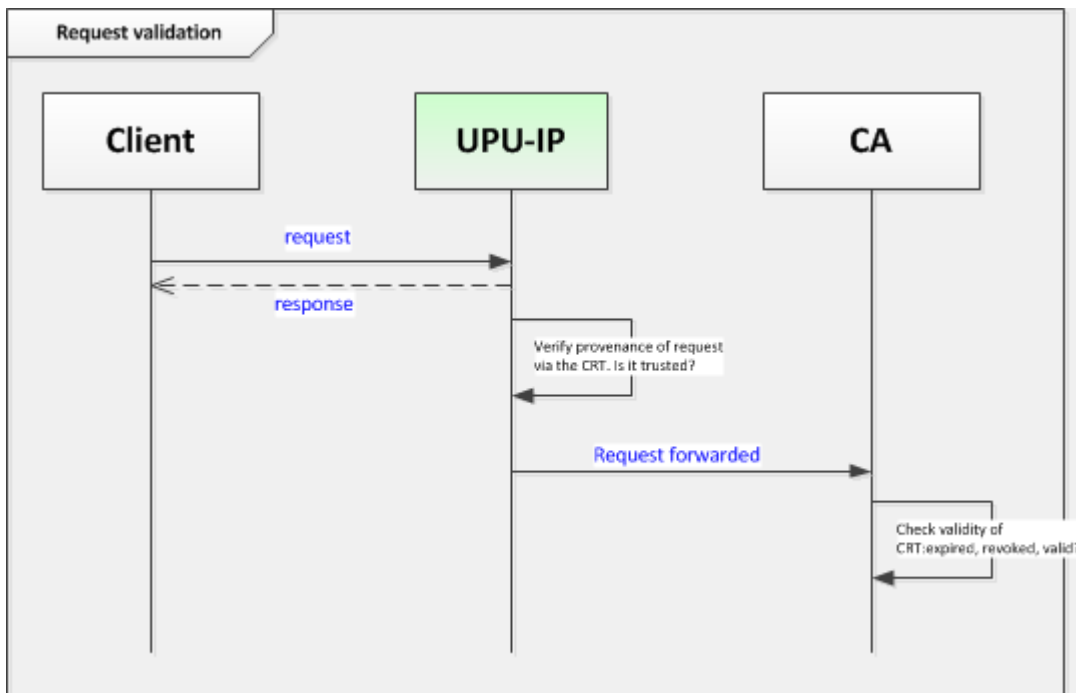 Request validation
Client
UPU-IP
CA
request
response
Verify provenance of request
via the CRT. Is it trusted?
Request forwarded
Check validity of
CRT:expired, revoked, valid?